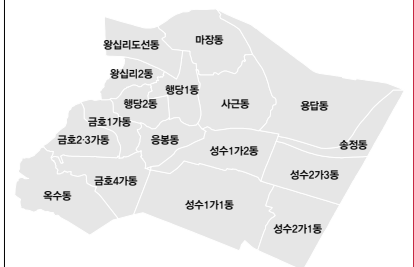 왕십리도선동
마장동
왕십리2동
행당1동
행당2동
사근동
용답동
금호1가동
금호2·3가동
응봉동
성수1가2동
송정동
옥수동
금호4가동
성수2가3동
성수1가1동
성수2가1동